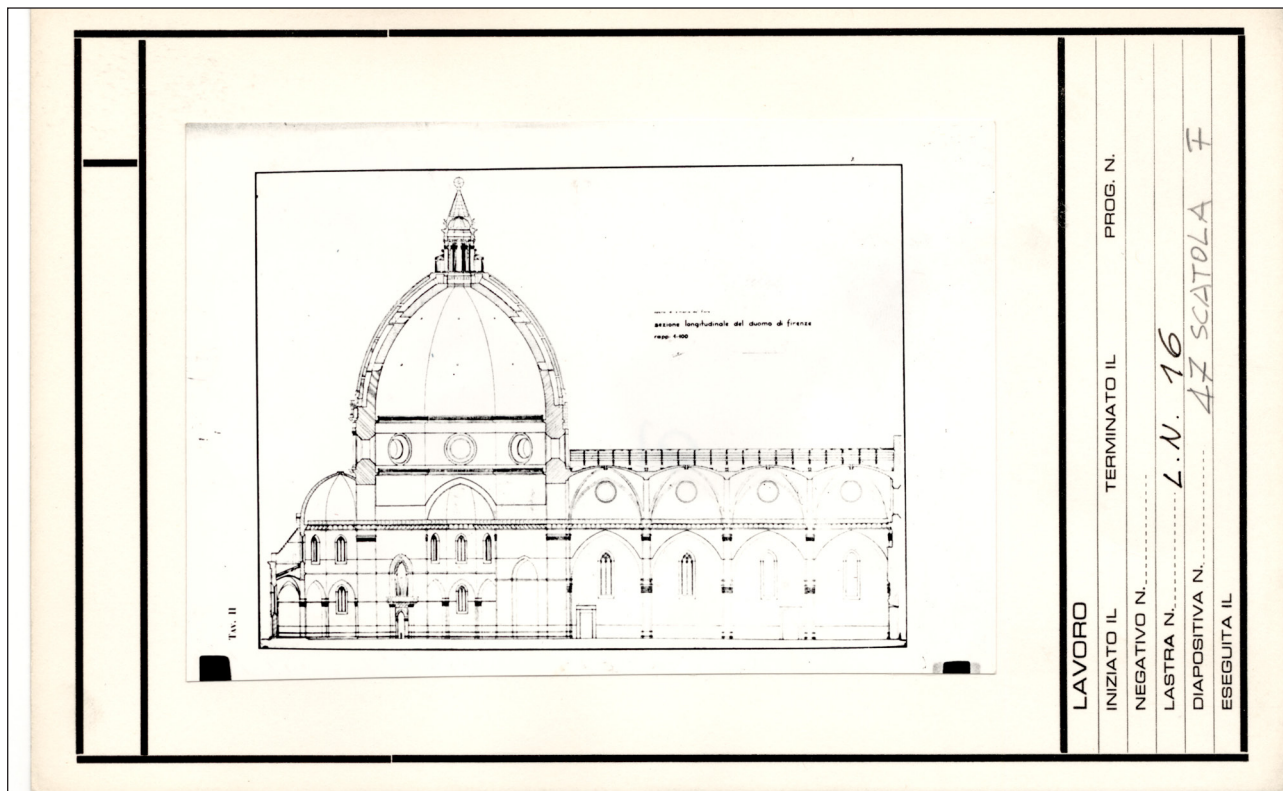 sezione longitudinale del duomo di firenze
rapp. 1:100
Tav. II
LAVORO
INIZIATO IL TERMINATO IL PROG. N.
NEGATIVO N.
LASTRA N. L.N. 16
DIAPOSITIVA N. 47 SCATOLA F
ESEGUITA IL